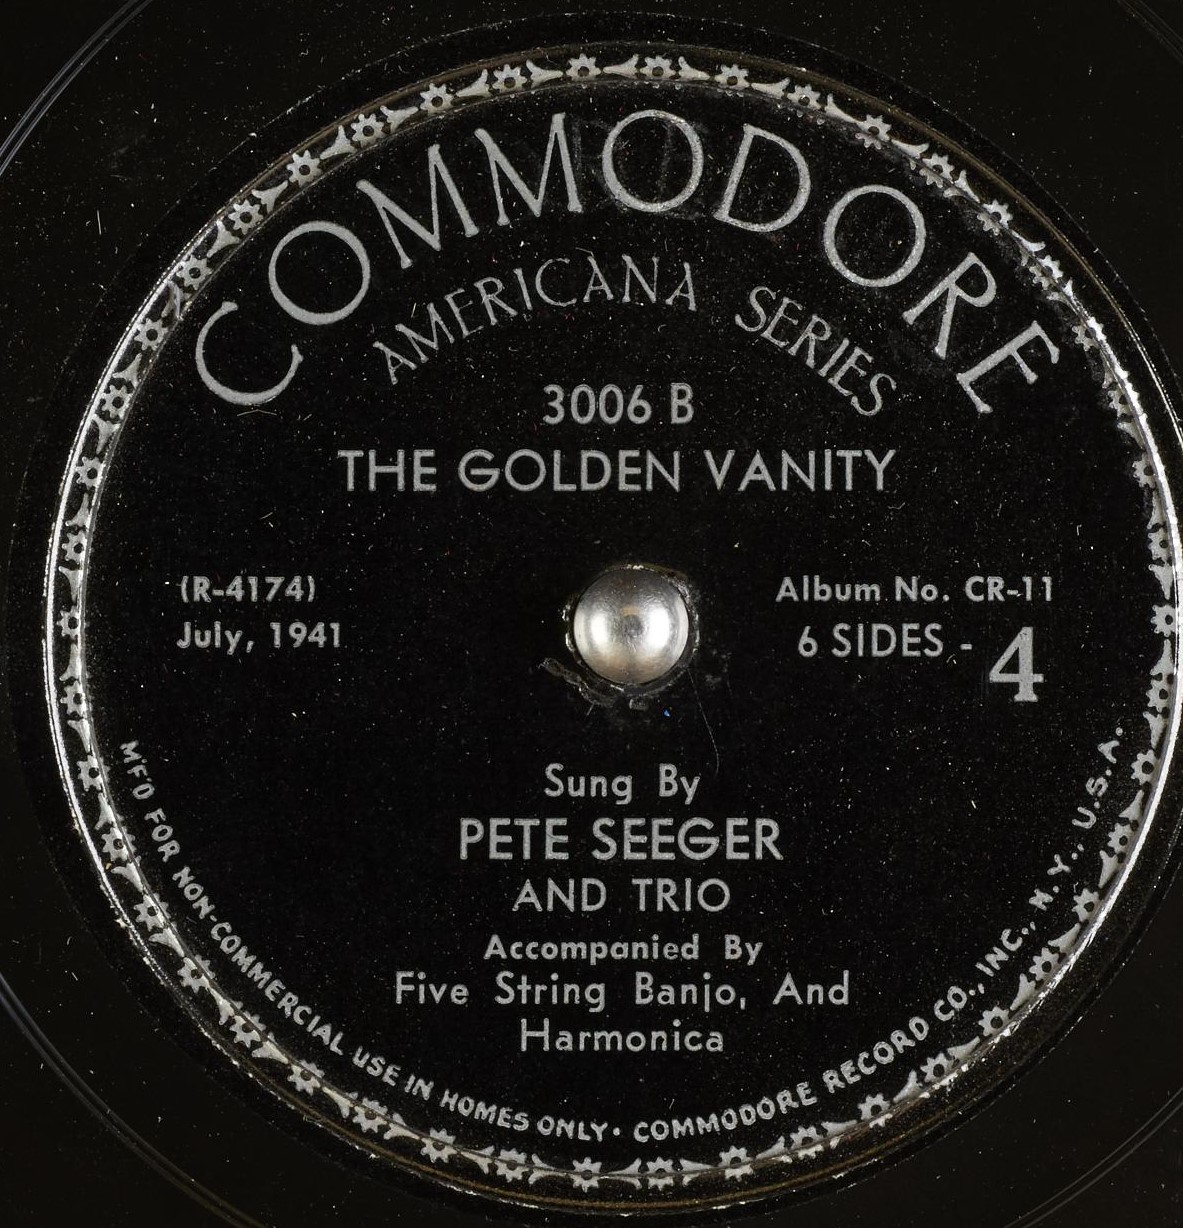 COMMODORE
AMERICANA SERIES
3006 B
THE GOLDEN VANITY
(R-4174)
July, 1941
Album No. CR-11
6 SIDES - 4
Sung By
PETE SEEGER
AND TRIO
Accompanied By
Five String Banjo, And
Harmonica
M'F'D FOR NON-COMMERCIAL USE IN HOMES ONLY• COMMODORE RECORD CO., INC., N.Y., U.S.A.